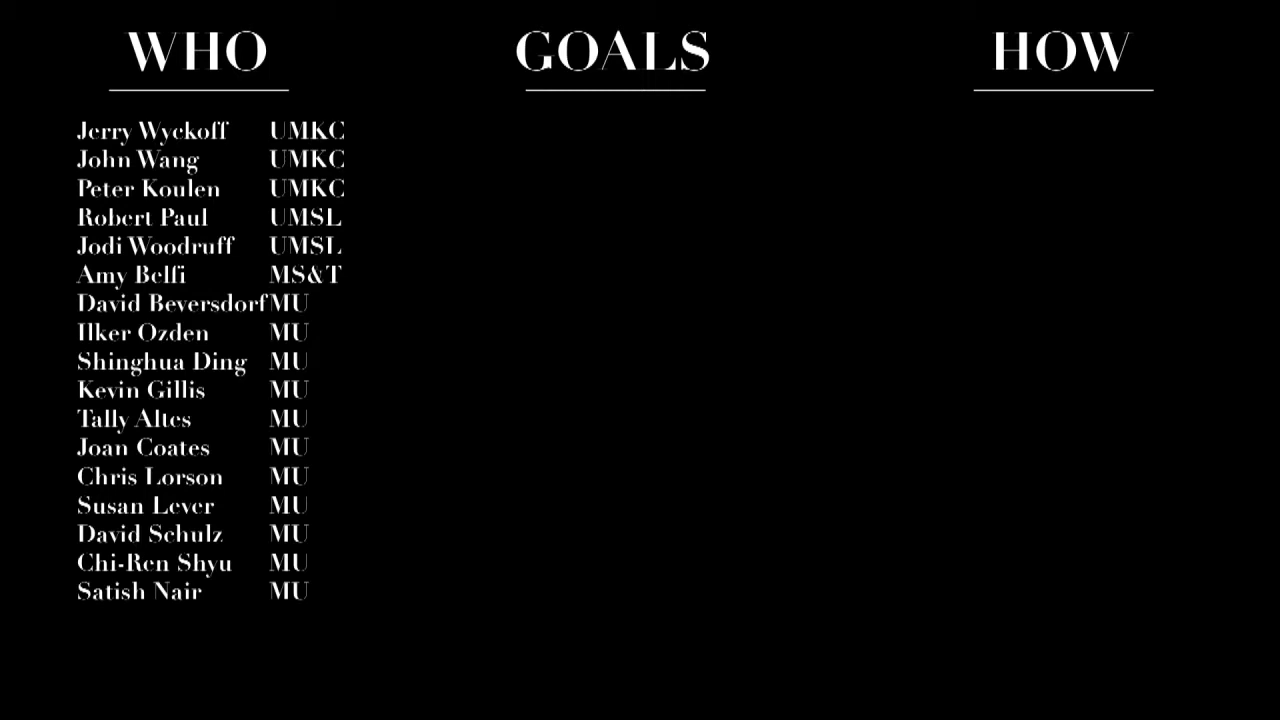 WHO GOALS HOW
Jerry Wyckoff UMKC
John Wang UMKC
Peter Koulen UMKC
Robert Paul UMSL
Jodi Woodruff UMSL
Amy Belfi MS&T
David Beversdorf MU
Ilker Ozden MU
Shinghua Ding MU
Kevin Gillis MU
Tally Altes MU
Joan Coates MU
Chris Lorson MU
Susan Lever MU
David Schulz MU
Chi-Ren Shyu MU
Satish Nair MU